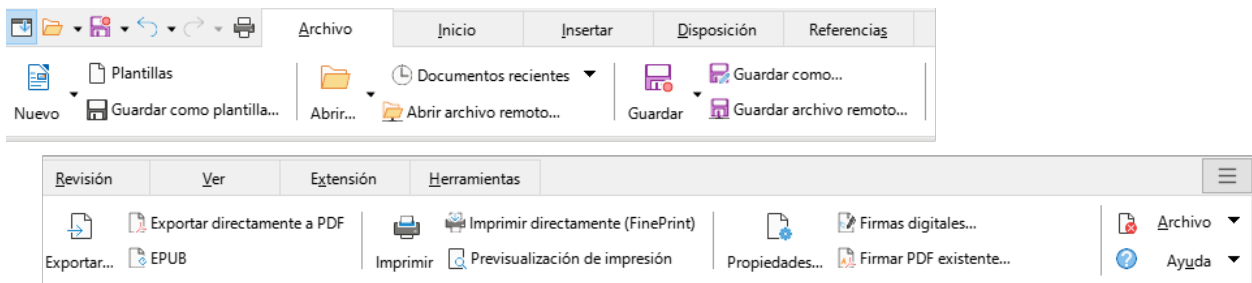 Archivo Inicio Insertar Disposición Referencias
Plantillas Documentos recientes Guardar como...
Nuevo Guardar como plantilla... Abrir... Abrir archivo remoto... Guardar Guardar archivo remoto...
Revisión Ver Extensión Herramientas
Exportar directamente a PDF Imprimir directamente (FinePrint) Firmas digitales... Archivo
Exportar... EPUB Imprimir Previsualización de impresión Propiedades... Firmar PDF existente... Ayuda